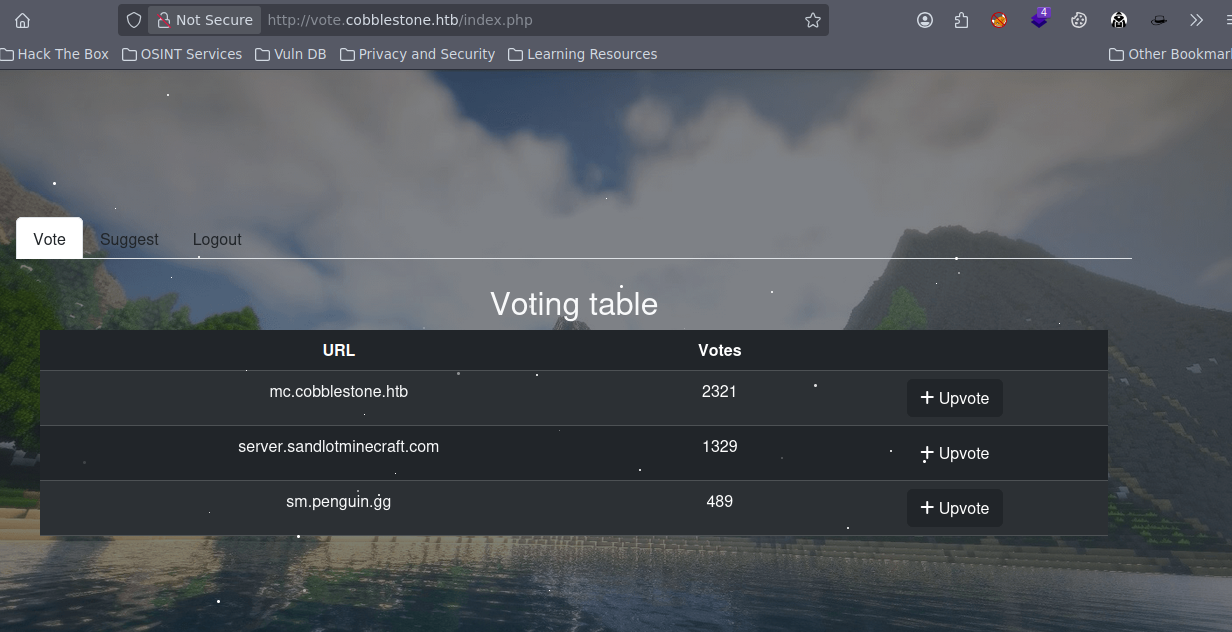 Not Secure http://vote.cobblestone.htb/index.php 4
Hack The Box OSINT Services Vuln DB Privacy and Security Learning Resources Other Bookmar
Vote Suggest Logout
Voting table
URL Votes
mc.cobblestone.htb 2321 + Upvote
server.sandlotminecraft.com 1329 + Upvote
sm.penguin.gg 489 + Upvote